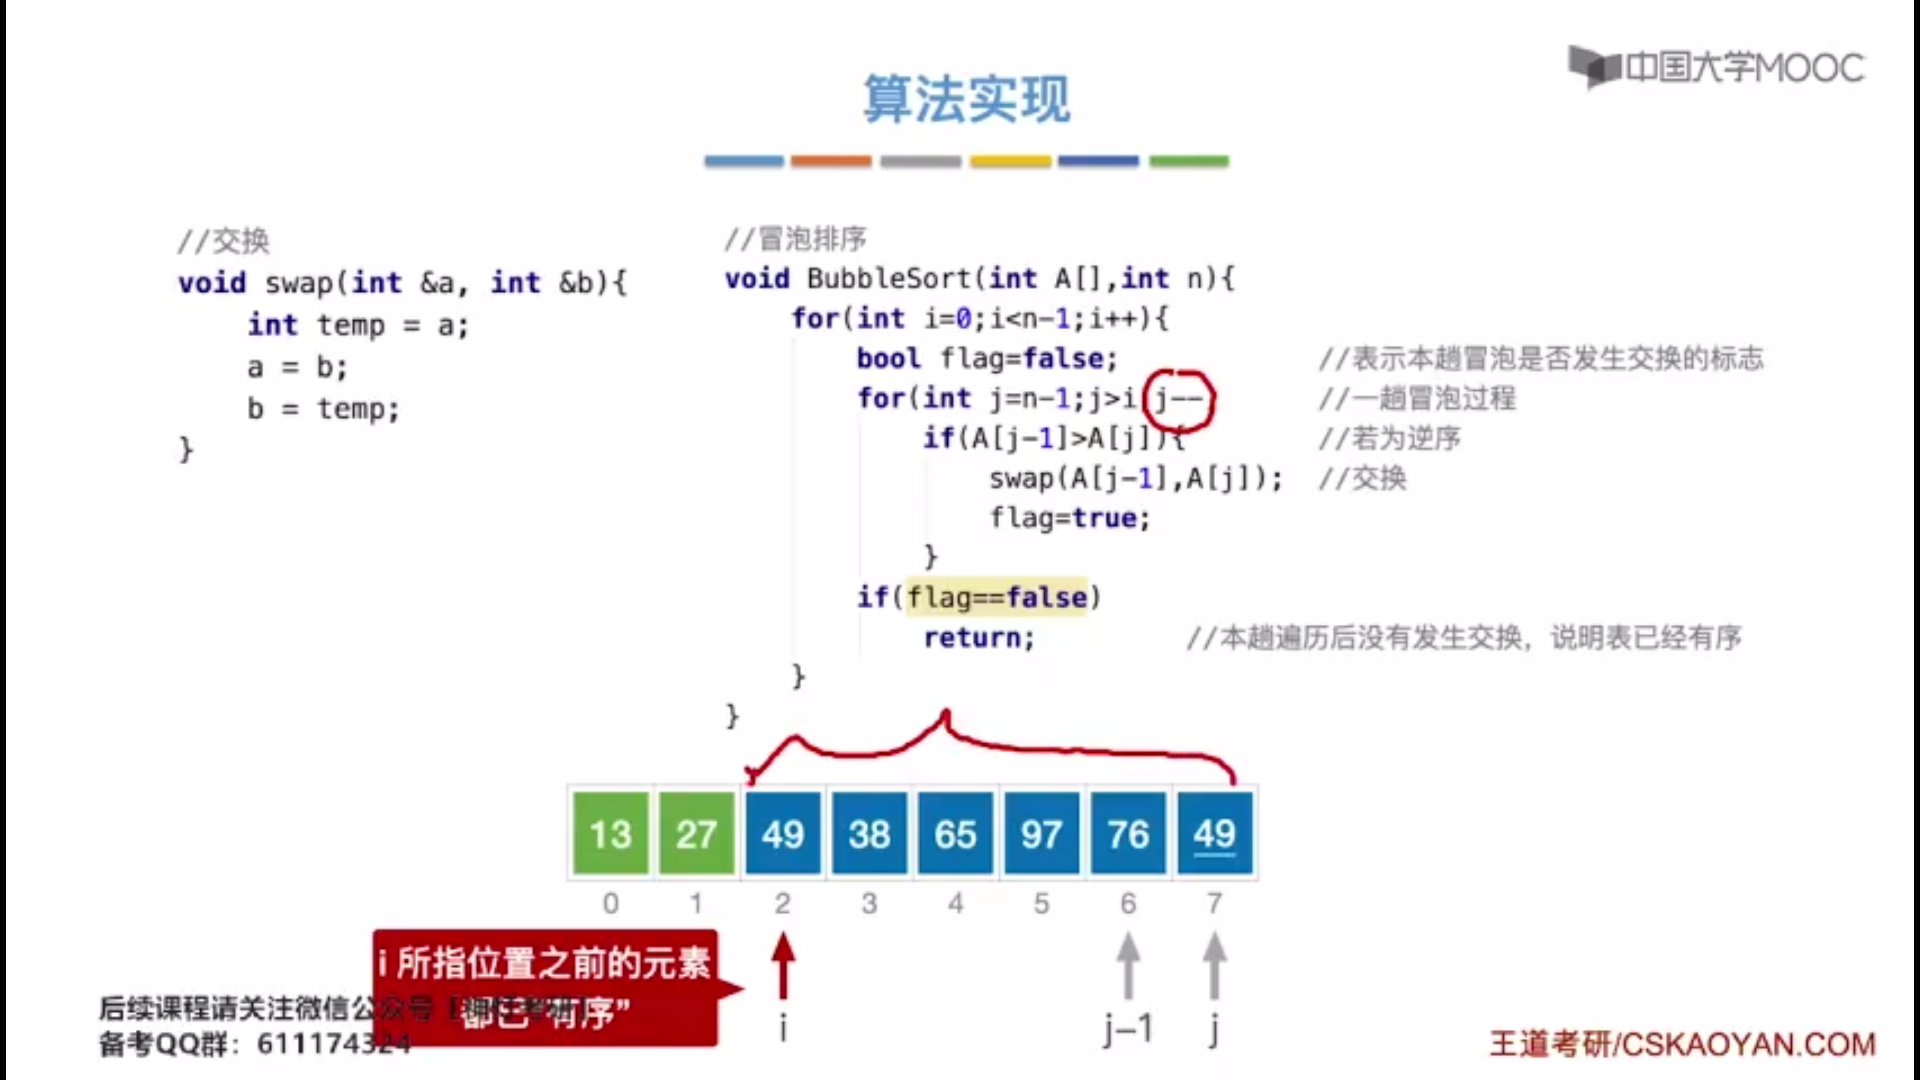 中国大学MOOC
算法实现
//交换
void swap(int &a, int &b){
int temp = a;
a = b;
b = temp;
}
//冒泡排序
void BubbleSort(int A[],int n){
for(int i=0;i<n-1;i++){
bool flag=false; //表示本趟冒泡是否发生交换的标志
for(int j=n-1;j>i j-- //一趟冒泡过程
if(A[j-1]>A[j]){ //若为逆序
swap(A[j-1],A[j]); //交换
flag=true;
}
if(flag==false)
return; //本趟遍历后没有发生交换，说明表已经有序
}
}
13 27 49 38 65 97 76 49
0 1 2 3 4 5 6 7
i 所指位置之前的元素
都已“有序”
i j-1 j
后续课程请关注微信公众号
备考QQ群：611174324
王道考研/CSKAOYAN.COM